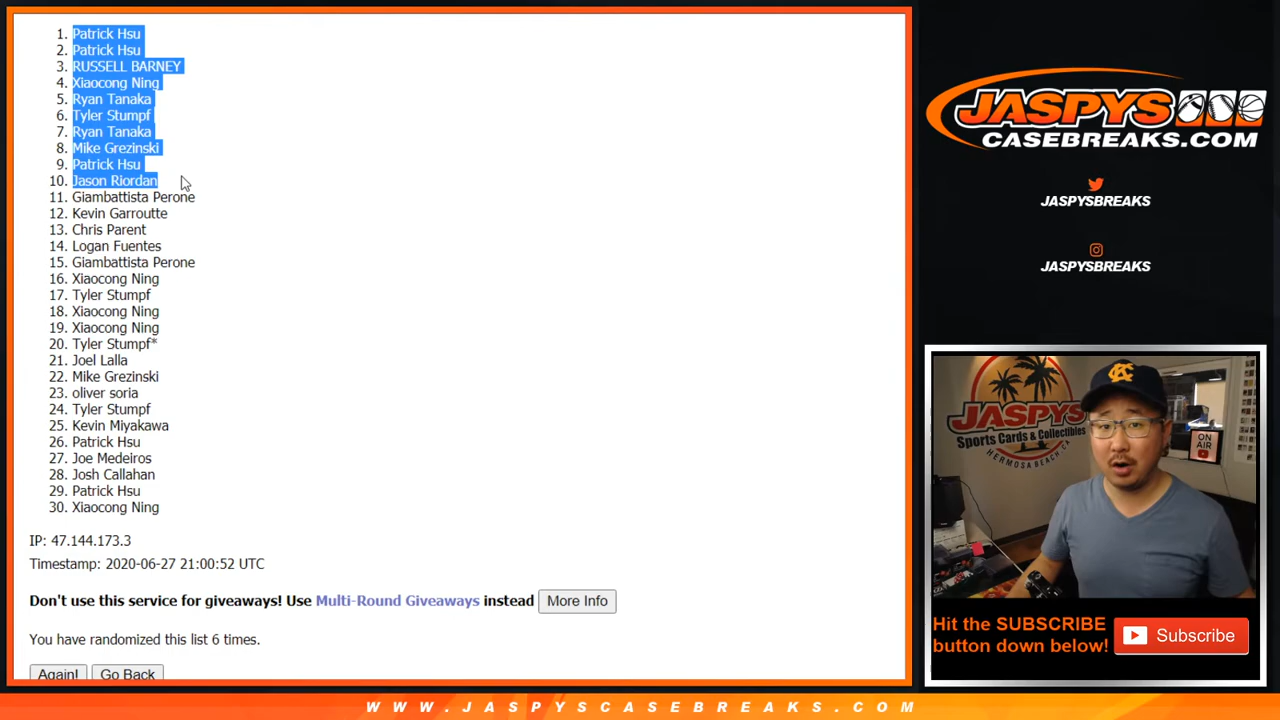 1. Patrick Hsu
2. Patrick Hsu
3. RUSSELL BARNEY
4. Xiaocong Ning
5. Ryan Tanaka
6. Tyler Stumpf
7. Ryan Tanaka
8. Mike Grezinski
9. Patrick Hsu
10. Jason Riordan
11. Giambattista Perone
12. Kevin Garroutte
13. Chris Parent
14. Logan Fuentes
15. Giambattista Perone
16. Xiaocong Ning
17. Tyler Stumpf
18. Xiaocong Ning
19. Xiaocong Ning
20. Tyler Stumpf*
21. Joel Lalla
22. Mike Grezinski
23. oliver soria
24. Tyler Stumpf
25. Kevin Miyakawa
26. Patrick Hsu
27. Joe Medeiros
28. Josh Callahan
29. Patrick Hsu
30. Xiaocong Ning
IP: 47.144.173.3
Timestamp: 2020-06-27 21:00:52 UTC
Don't use this service for giveaways! Use Multi-Round Giveaways instead More Info
You have randomized this list 6 times.
Again! Go Back
JASPYS
CASEBREAKS.COM
JASPYSBREAKS
JASPYSBREAKS
JASPYS
Sports Cards & Collectibles
HERMOSA BEACH, CA
KC
ON
AIR
Hit the SUBSCRIBE
button down below!
Subscribe
WWW.JASPYSCASEBREAKS.COM